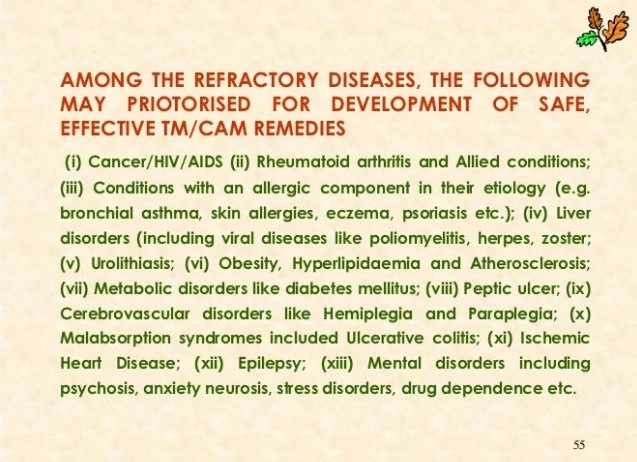 AMONG THE REFRACTORY DISEASES, THE FOLLOWING
MAY PRIOTORISED FOR DEVELOPMENT OF SAFE,
EFFECTIVE TM/CAM REMEDIES
(i) Cancer/HIV/AIDS (ii) Rheumatoid arthritis and Allied conditions;
(iii) Conditions with an allergic component in their etiology (e.g.
bronchial asthma, skin allergies, eczema, psoriasis etc.); (iv) Liver
disorders (including viral diseases like poliomyelitis, herpes, zoster;
(v) Urolithiasis; (vi) Obesity, Hyperlipidaemia and Atherosclerosis;
(vii) Metabolic disorders like diabetes mellitus; (viii) Peptic ulcer; (ix)
Cerebrovascular disorders like Hemiplegia and Paraplegia; (x)
Malabsorption syndromes included Ulcerative colitis; (xi) Ischemic
Heart Disease; (xii) Epilepsy; (xiii) Mental disorders including
psychosis, anxiety neurosis, stress disorders, drug dependence etc.
55